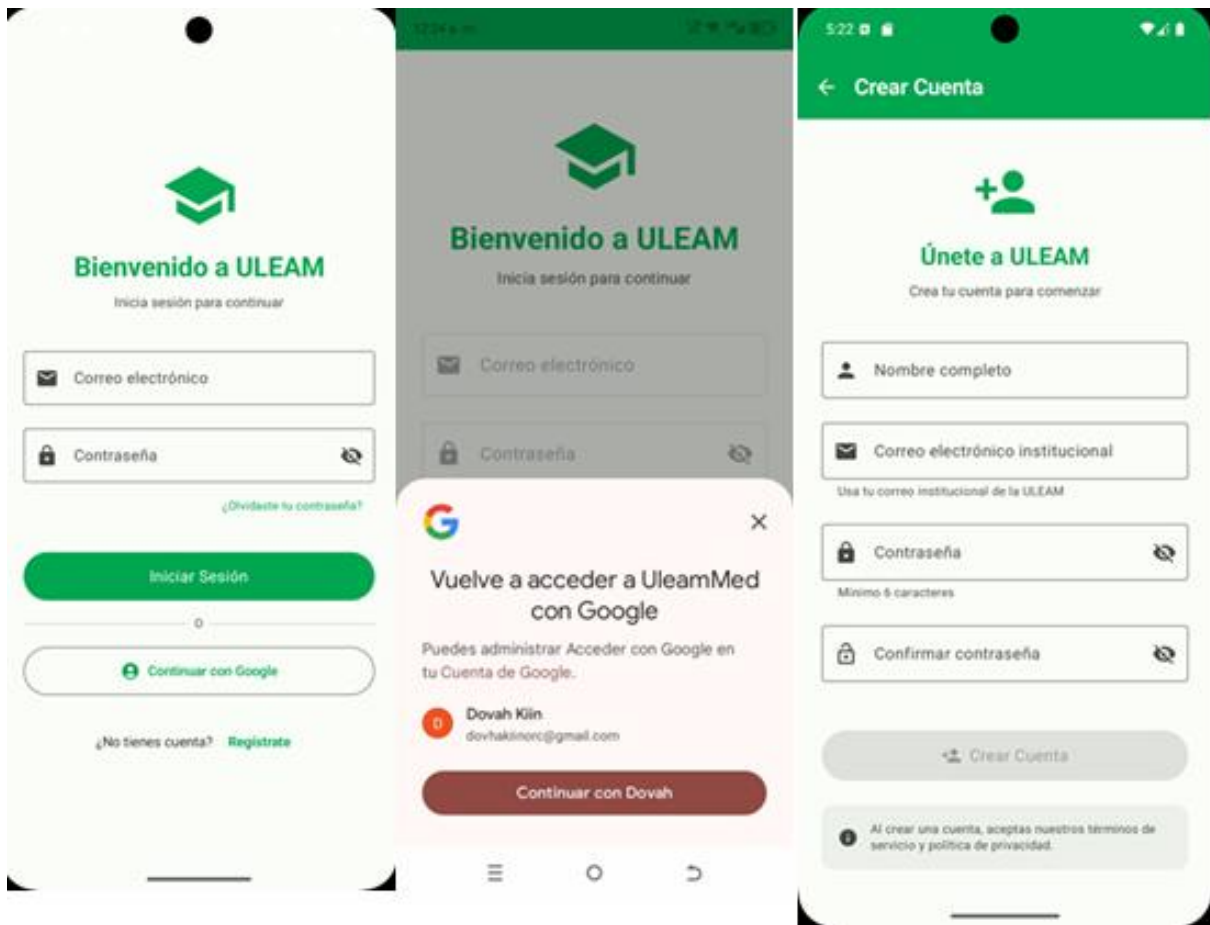 Bienvenido a ULEAM
Inicia sesión para continuar
Correo electrónico
Contraseña
¿Olvidaste tu contraseña?
Iniciar Sesión
O
Continuar con Google
¿No tienes cuenta? Regístrate
Bienvenido a ULEAM
Inicia sesión para continuar
Correo electrónico
Contraseña
Vuelve a acceder a UleamMed
con Google
Puedes administrar Acceder con Google en
tu Cuenta de Google.
D
Dovah Kiin
dovhakiinorc@gmail.com
Continuar con Dovah
5:22
Crear Cuenta
Únete a ULEAM
Crea tu cuenta para comenzar
Nombre completo
Correo electrónico institucional
Usa tu correo institucional de la ULEAM
Contraseña
Mínimo 6 caracteres
Confirmar contraseña
Crear Cuenta
Al crear una cuenta, aceptas nuestros términos de
servicio y política de privacidad.